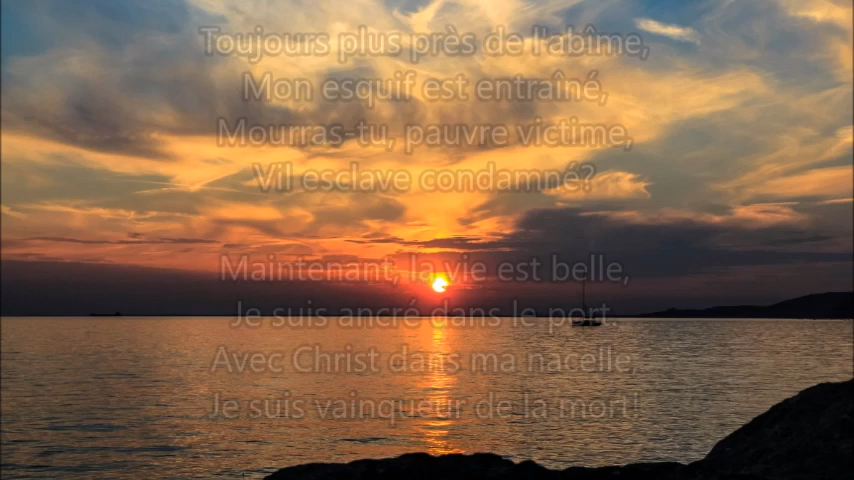 Toujours plus près de l'abîme,
Mon esquif est entraîné,
Mouras-tu, pauvre victime,
Vil esclave condamné?
Maintenant, la vie est belle,
Je suis ancré dans le port
Avec Christ dans ma nacelle,
Je suis vainqueur de la mort!